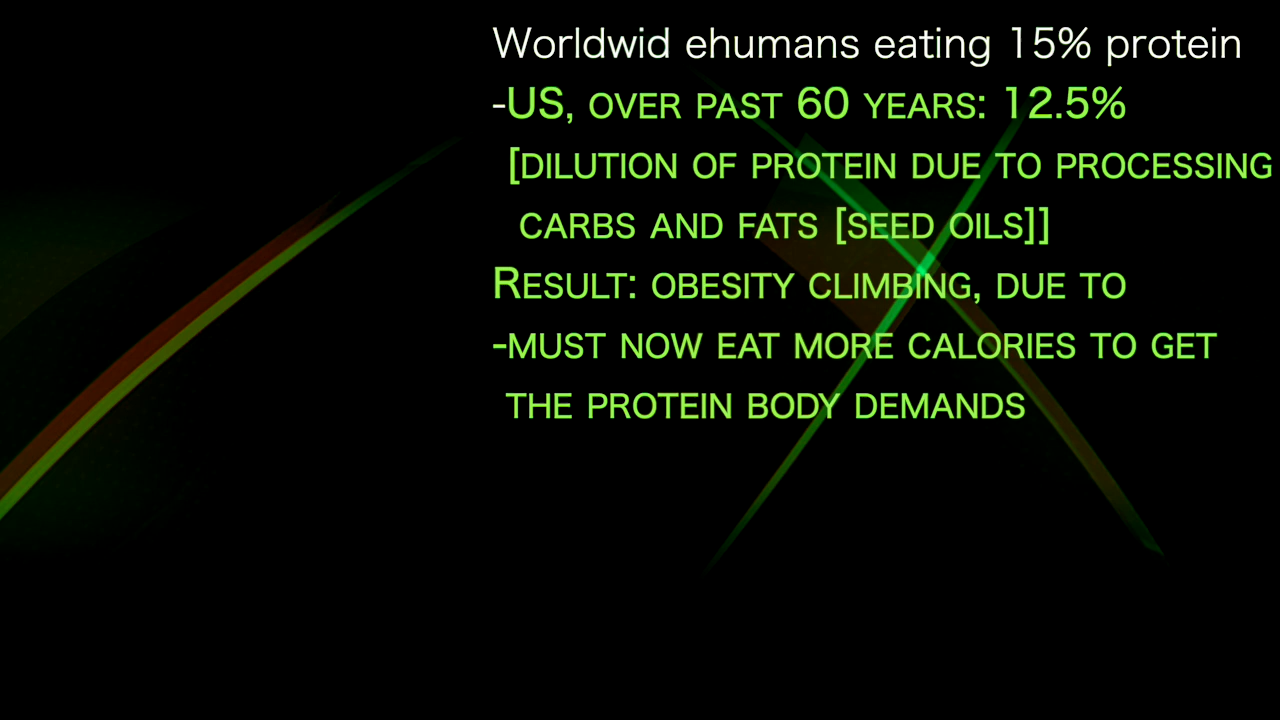 Worldwid ehumans eating 15% protein
-US, OVER PAST 60 YEARS: 12.5%
[DILUTION OF PROTEIN DUE TO PROCESSING
CARBS AND FATS [SEED OILS]]
RESULT: OBESITY CLIMBING, DUE TO
-MUST NOW EAT MORE CALORIES TO GET
THE PROTEIN BODY DEMANDS